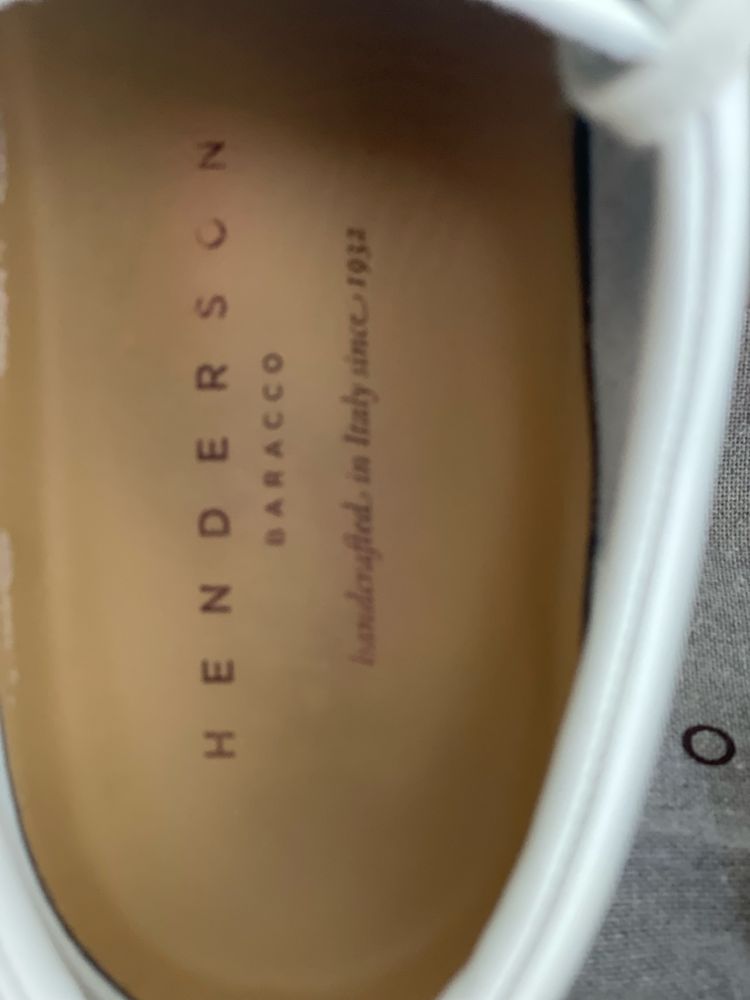 HENDERSON
BARACCO
handcrafted in Italy since 1932
O